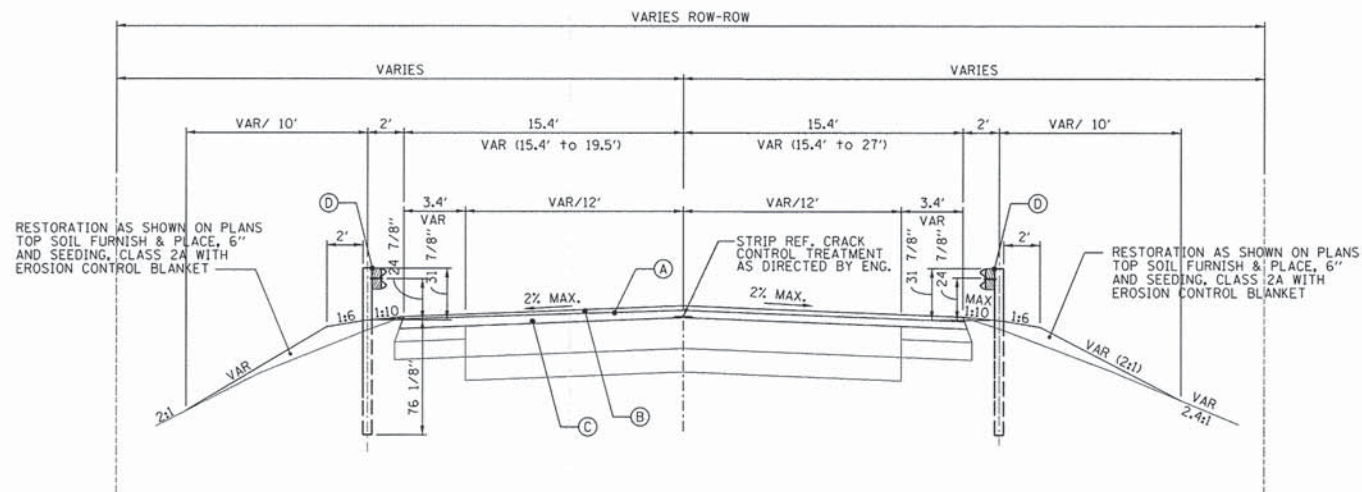 VARIES ROW-ROW
VARIES
VARIES
VAR/ 10'
2'
15.4'
VAR (15.4' to 19.5')
15.4'
VAR (15.4' to 27')
2'
VAR/ 10'
D
3.4'
VAR
VAR/12'
VAR/12'
3.4'
VAR
D
RESTORATION AS SHOWN ON PLANS
TOP SOIL FURNISH & PLACE, 6"
AND SEEDING, CLASS 2A WITH
EROSION CONTROL BLANKET
2'
24 7/8"
31 7/8"
STRIP REF. CRACK
CONTROL TREATMENT
AS DIRECTED BY ENG.
31 7/8"
24 7/8"
2'
RESTORATION AS SHOWN ON PLANS
TOP SOIL FURNISH & PLACE, 6"
AND SEEDING, CLASS 2A WITH
EROSION CONTROL BLANKET
A
2% MAX.
2% MAX.
1:6
1:10
MAX
1:10
1:6
VAR
VAR (2:1)
76 1/8"
2:1
VAR
2.4:1
C
B